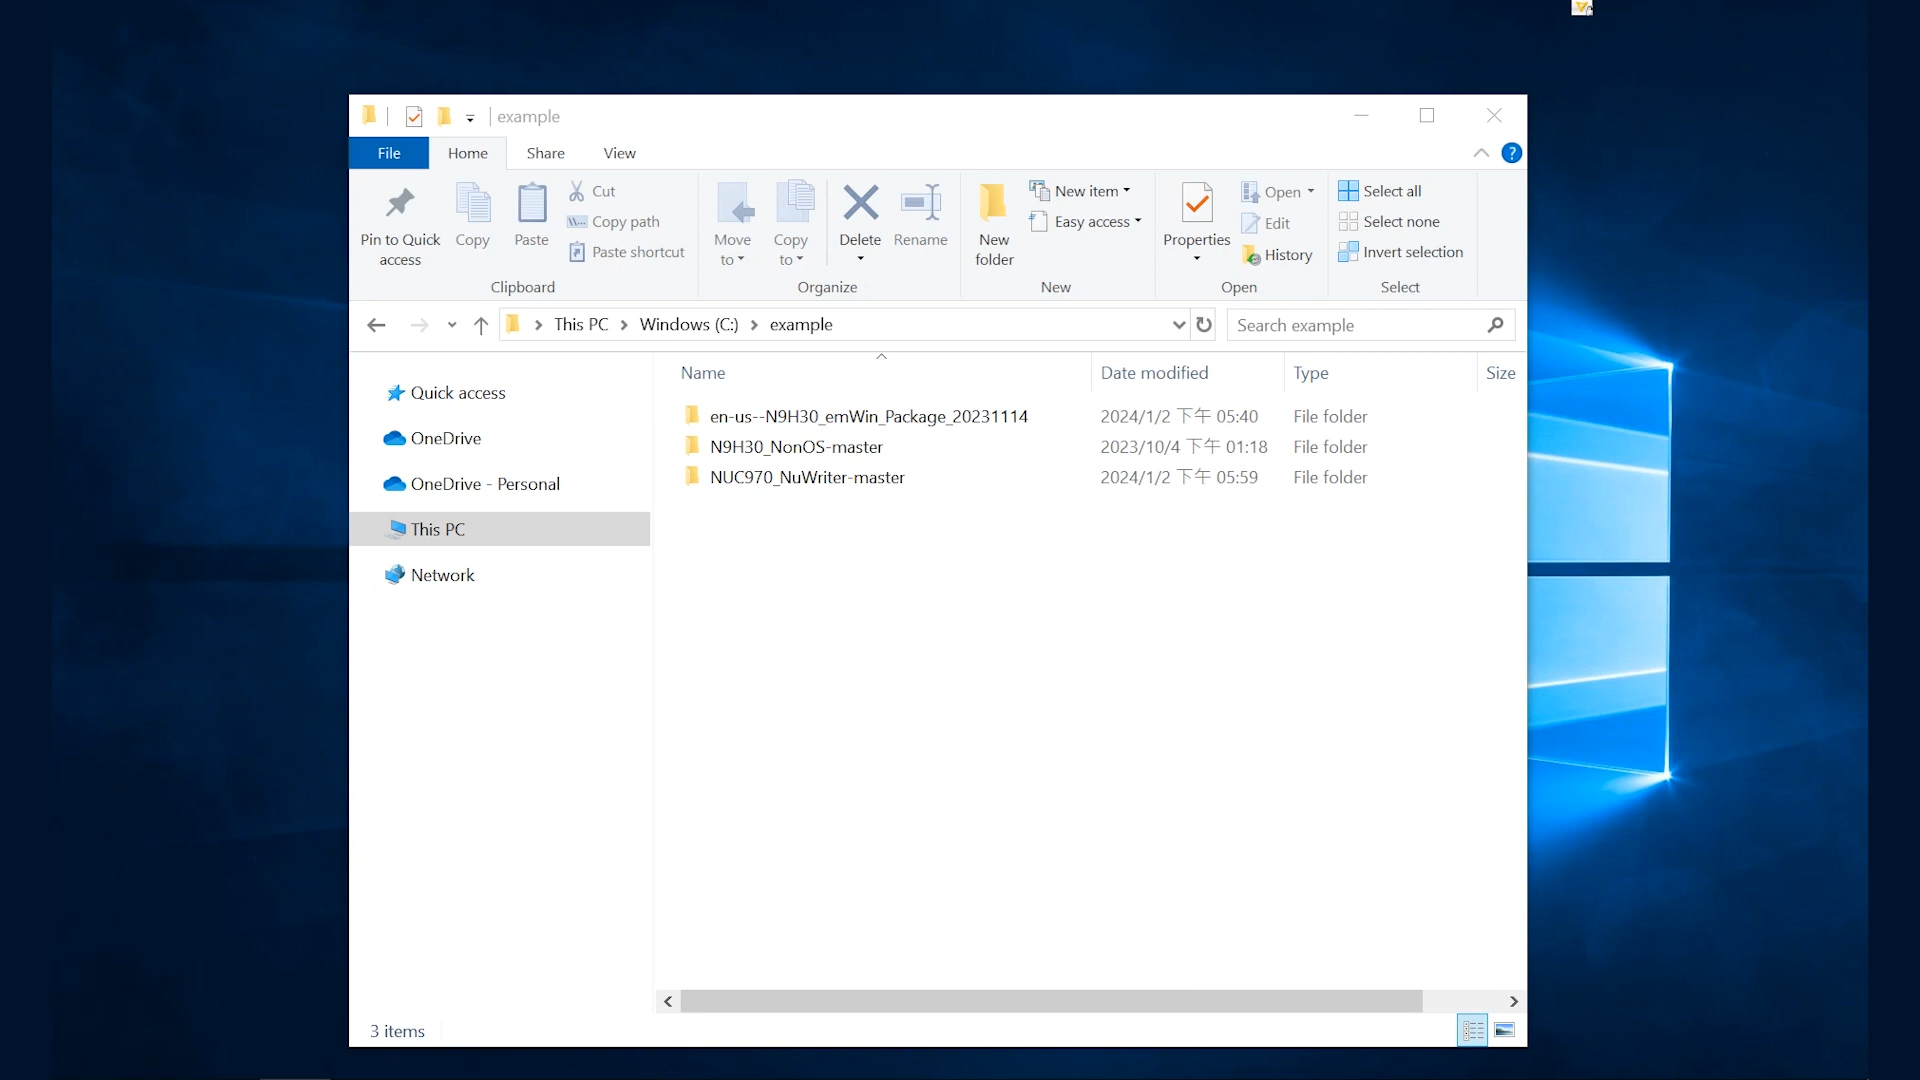 example
File Home Share View
?
Pin to Quick access
Copy
Paste
Cut
Copy path
Paste shortcut
Clipboard
Move to
Copy to
Delete
Rename
Organize
New folder
New item
Easy access
New
Properties
Open
Edit
History
Open
Select all
Select none
Invert selection
Select
This PC > Windows (C:) > example
Search example
Quick access
OneDrive
OneDrive - Personal
This PC
Network
Name Date modified Type Size
en-us--N9H30_emWin_Package_20231114 2024/1/2 下午 05:40 File folder
N9H30_NonOS-master 2023/10/4 下午 01:18 File folder
NUC970_NuWriter-master 2024/1/2 下午 05:59 File folder
3 items